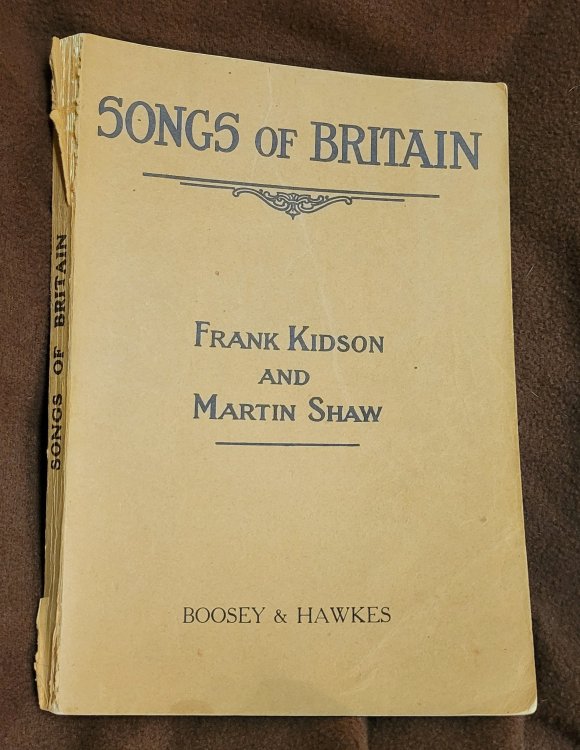 SONGS OF BRITAIN
FRANK KIDSON
AND
MARTIN SHAW
BOOSEY & HAWKES
SONGS OF BRITAIN